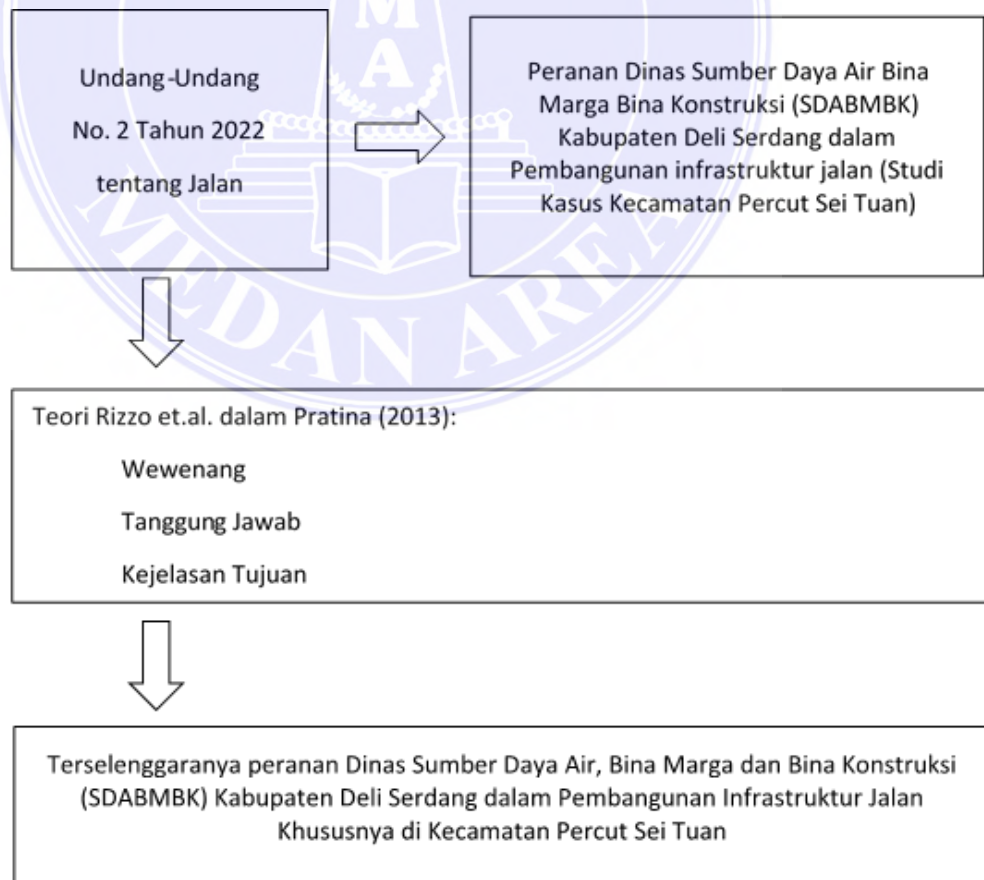 Undang-Undang
No. 2 Tahun 2022
tentang Jalan
Peranan Dinas Sumber Daya Air Bina
Marga Bina Konstruksi (SDABMBK)
Kabupaten Deli Serdang dalam
Pembangunan infrastruktur jalan (Studi
Kasus Kecamatan Percut Sei Tuan)
M
A
MEDAN AREA
Teori Rizzo et.al. dalam Pratina (2013):
Wewenang
Tanggung Jawab
Kejelasan Tujuan
Terselenggaranya peranan Dinas Sumber Daya Air, Bina Marga dan Bina Konstruksi
(SDABMBK) Kabupaten Deli Serdang dalam Pembangunan Infrastruktur Jalan
Khususnya di Kecamatan Percut Sei Tuan